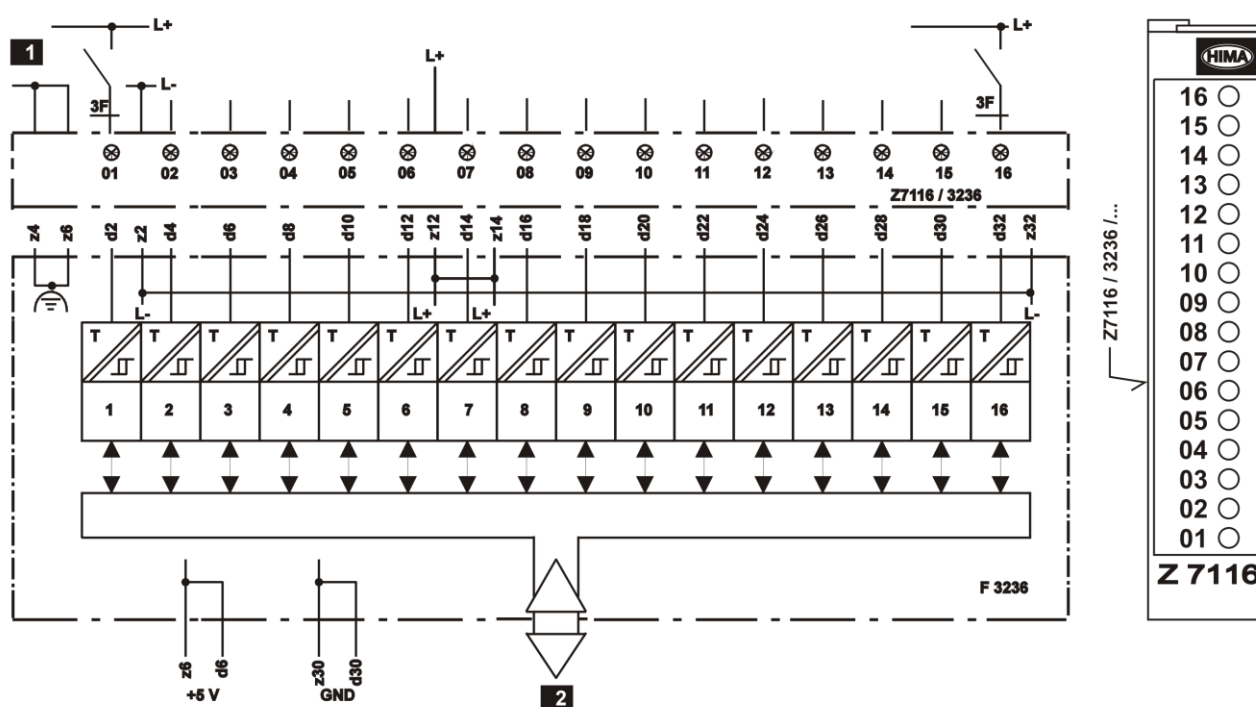 L+ L+
1 L+
L-
3F 3F
01 02 03 04 05 06 07 08 09 10 11 12 13 14 15 16
Z7116 / 3236
z4 z6 d2 z2 d4 d6 d8 d10 d12 z12 d14 z14 d16 d18 d20 d22 d24 d26 d28 d30 d32 z32
L- L+ L+ L-
T T T T T T T T T T T T T T T T
1 2 3 4 5 6 7 8 9 10 11 12 13 14 15 16
F 3236
z6 d6 z30 d30
+5 V GND
2
Z7116 / 3236 /...
HIMA
16
15
14
13
12
11
10
09
08
07
06
05
04
03
02
01
Z 7116